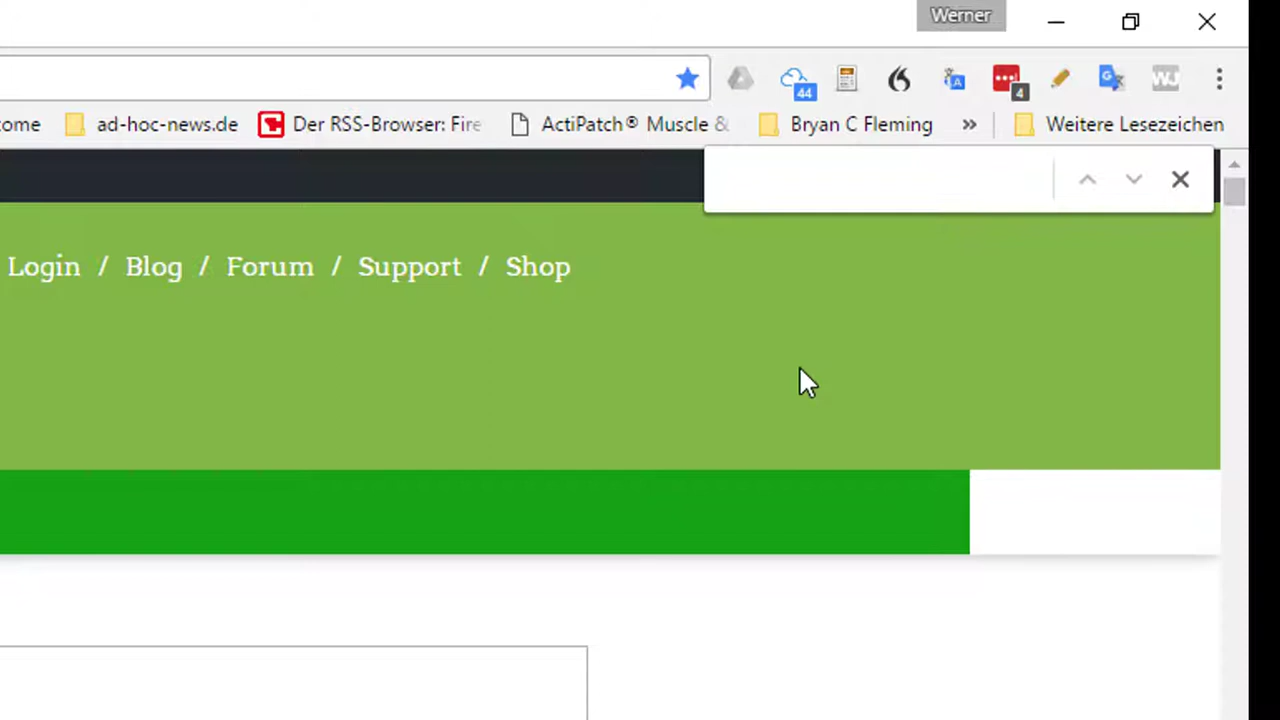 Werner
44
4
WJ
ome
ad-hoc-news.de
Der RSS-Browser: Fire
ActiPatch® Muscle &
Bryan C Fleming
»
Weitere Lesezeichen
Login / Blog / Forum / Support / Shop